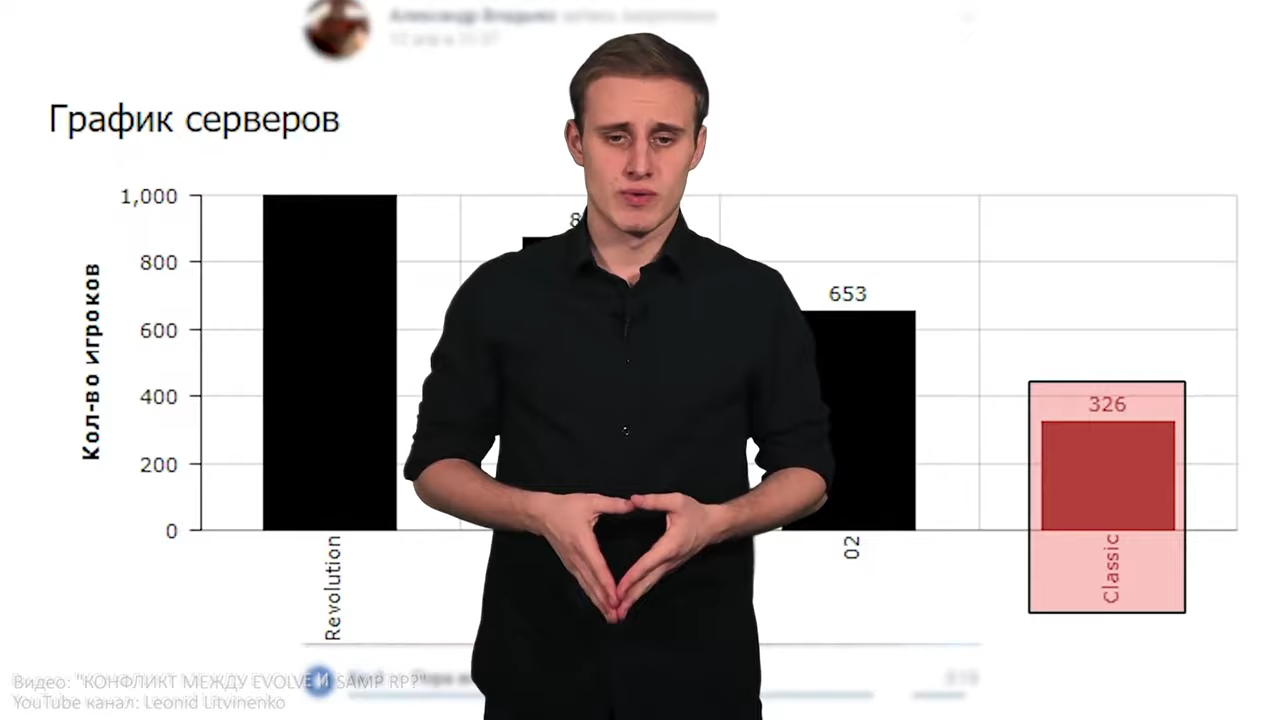 График серверов
Кол-во игроков
1,000
800
600
400
200
0
8
653
326
Revolution
02
Classic
Видео: "КОНФЛИКТ МЕЖДУ EVOLVE И SAMP RP?"
YouTube канал: Leonid Litvinenko